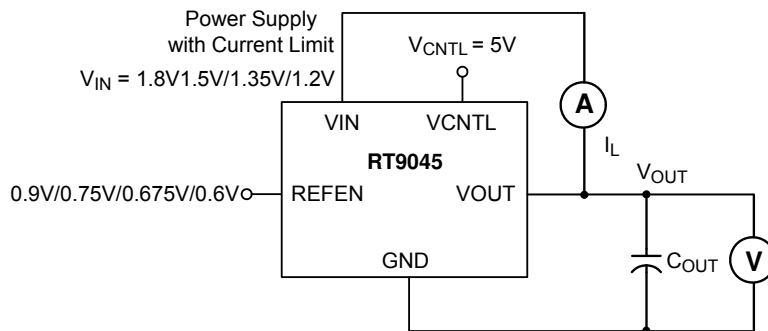 Power Supply
with Current Limit
VIN = 1.8V1.5V/1.35V/1.2V
VCNTL = 5V
A
IL
VIN
VCNTL
RT9045
0.9V/0.75V/0.675V/0.6V
REFEN
VOUT
VOUT
GND
COUT
V